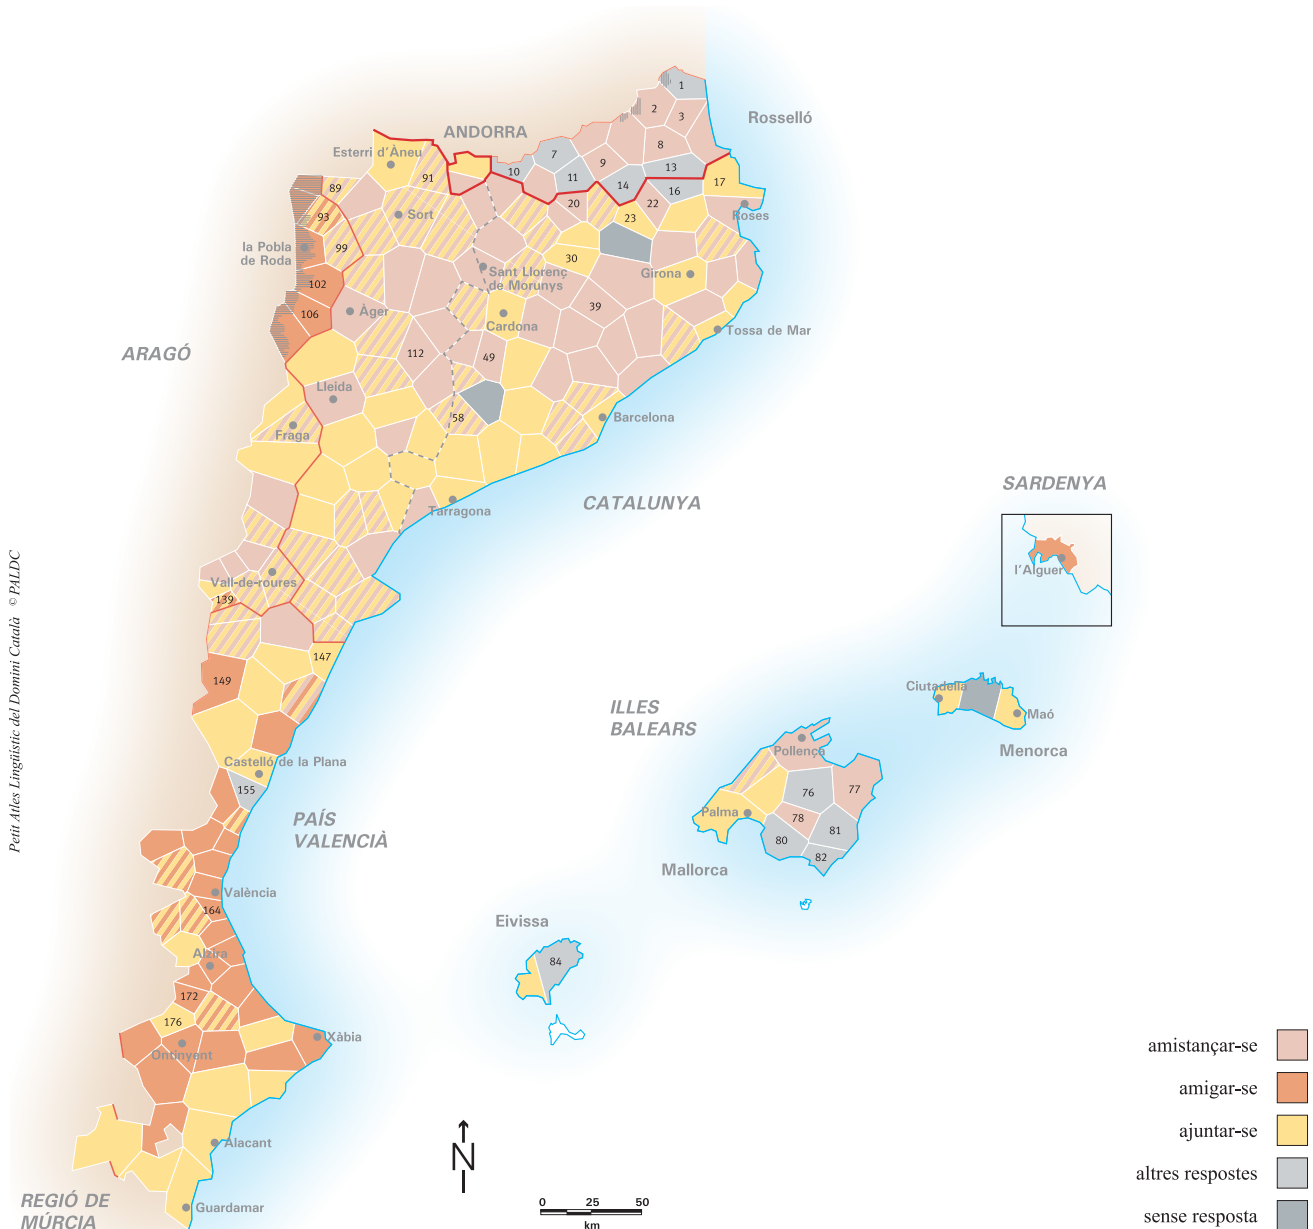 ANDORRA
Rosselló
Esterri d'Àneu
Sort
Roses
la Pobla
de Roda
Sant Llorenç
de Morunys
Girona
Àger
Cardona
Tossa de Mar
ARAGÓ
Lleida
Fraga
Barcelona
Tarragona
CATALUNYA
SARDENYA
l'Alguer
Vall-de-roures
ILLES
BALEARS
Ciutadella
Maó
Menorca
Pollença
Palma
Mallorca
Castelló de la Plana
PAÍS
VALENCIÀ
València
Eivissa
Alzira
Xàbia
Ontinyent
Alacant
Guardamar
REGIÓ DE
MÚRCIA
1
2
3
7
8
9
10
11
13
14
16
17
20
22
23
30
39
49
58
76
77
78
80
81
82
84
89
91
93
99
102
106
112
139
147
149
155
164
172
176
N
0 25 50
km
amistançar-se
amigar-se
ajuntar-se
altres respostes
sense resposta
Petit Atles Lingüístic del Domini Català © PALDC